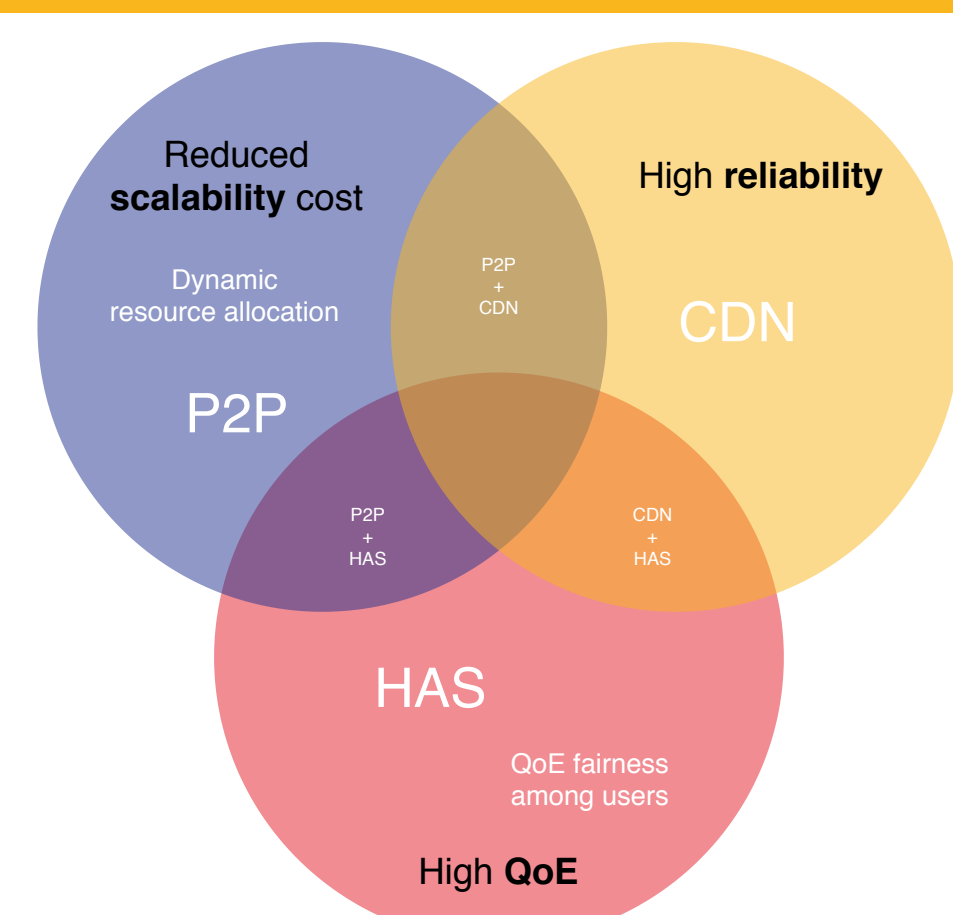 Reduced
scalability cost
High reliability
Dynamic
resource allocation
P2P
+
CDN
CDN
P2P
P2P
+
HAS
CDN
+
HAS
HAS
QoE fairness
among users
High QoE